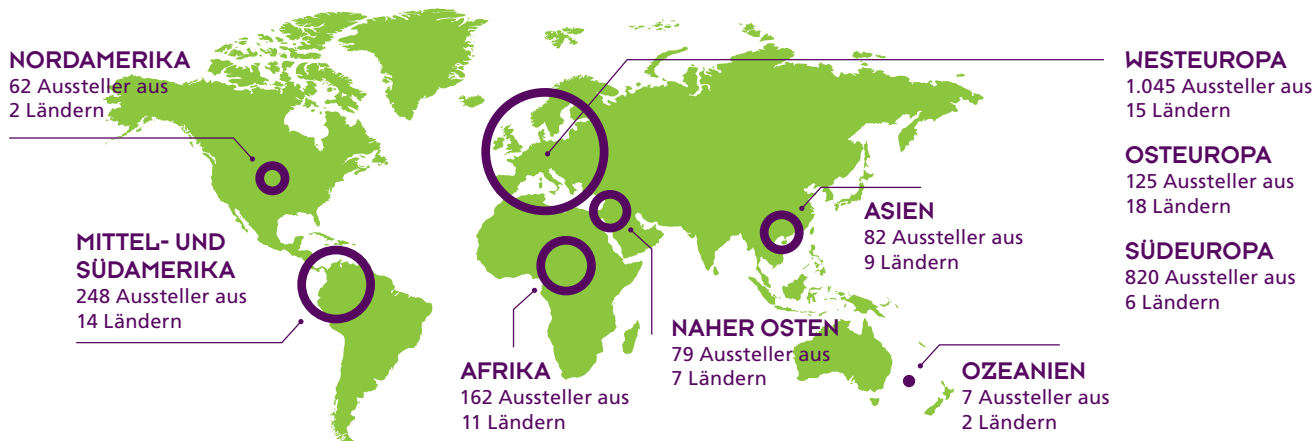 NORDAMERIKA
62 Aussteller aus
2 Ländern
MITTEL- UND
SÜDAMERIKA
248 Aussteller aus
14 Ländern
AFRIKA
162 Aussteller aus
11 Ländern
NAHER OSTEN
79 Aussteller aus
7 Ländern
ASIEN
82 Aussteller aus
9 Ländern
OZEANIEN
7 Aussteller aus
2 Ländern
WESTEUROPA
1.045 Aussteller aus
15 Ländern
OSTEUROPA
125 Aussteller aus
18 Ländern
SÜDEUROPA
820 Aussteller aus
6 Ländern